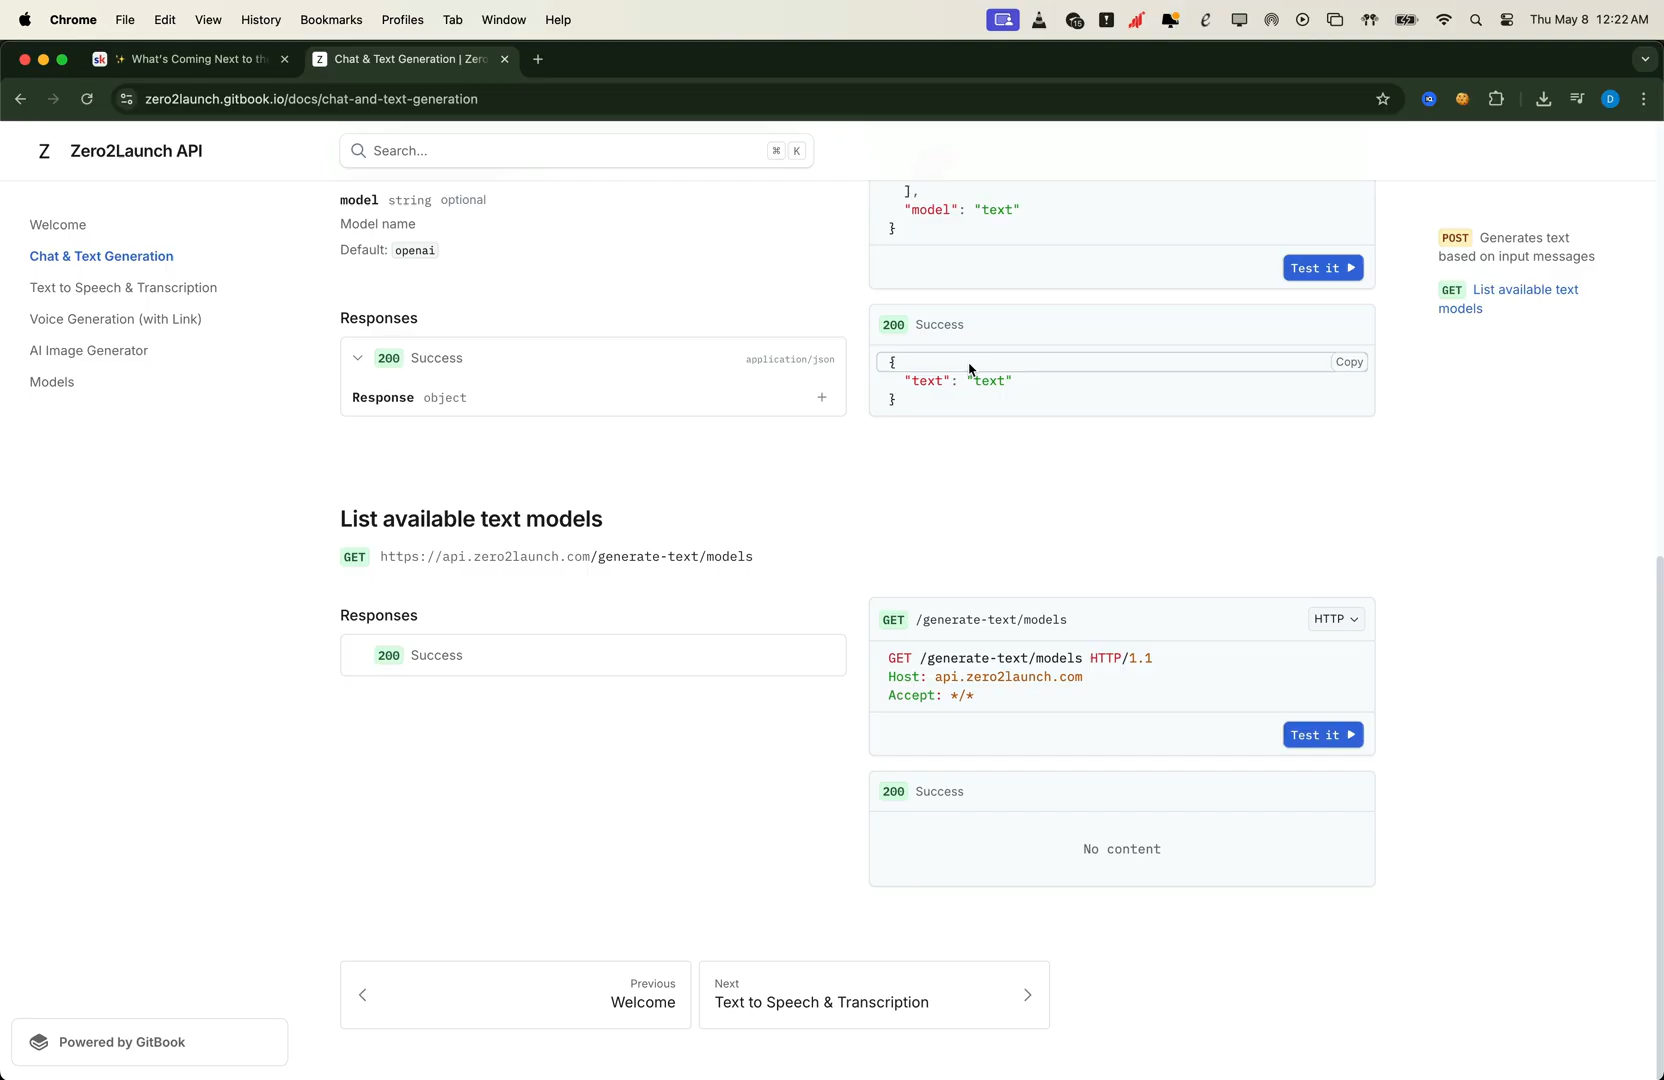 Chrome File Edit View History Bookmarks Profiles Tab Window Help 15 Thu May 8 12:22 AM
sk ✨ What's Coming Next to th Z Chat & Text Generation | Zero
zero2launch.gitbook.io/docs/chat-and-text-generation D
Z Zero2Launch API
Search... ⌘ K
Welcome
Chat & Text Generation
Text to Speech & Transcription
Voice Generation (with Link)
AI Image Generator
Models
Powered by GitBook
model string optional
Model name
Default: openai
],
"model": "text"
}
Test it
Responses
200 Success application/json
Response object
200 Success
{
Copy
"text": "text"
}
List available text models
GET https://api.zero2launch.com/generate-text/models
Responses
200 Success
GET /generate-text/models HTTP
GET /generate-text/models HTTP/1.1
Host: api.zero2launch.com
Accept: */*
Test it
200 Success
No content
Previous
Welcome
Next
Text to Speech & Transcription
POST Generates text
based on input messages
GET List available text
models